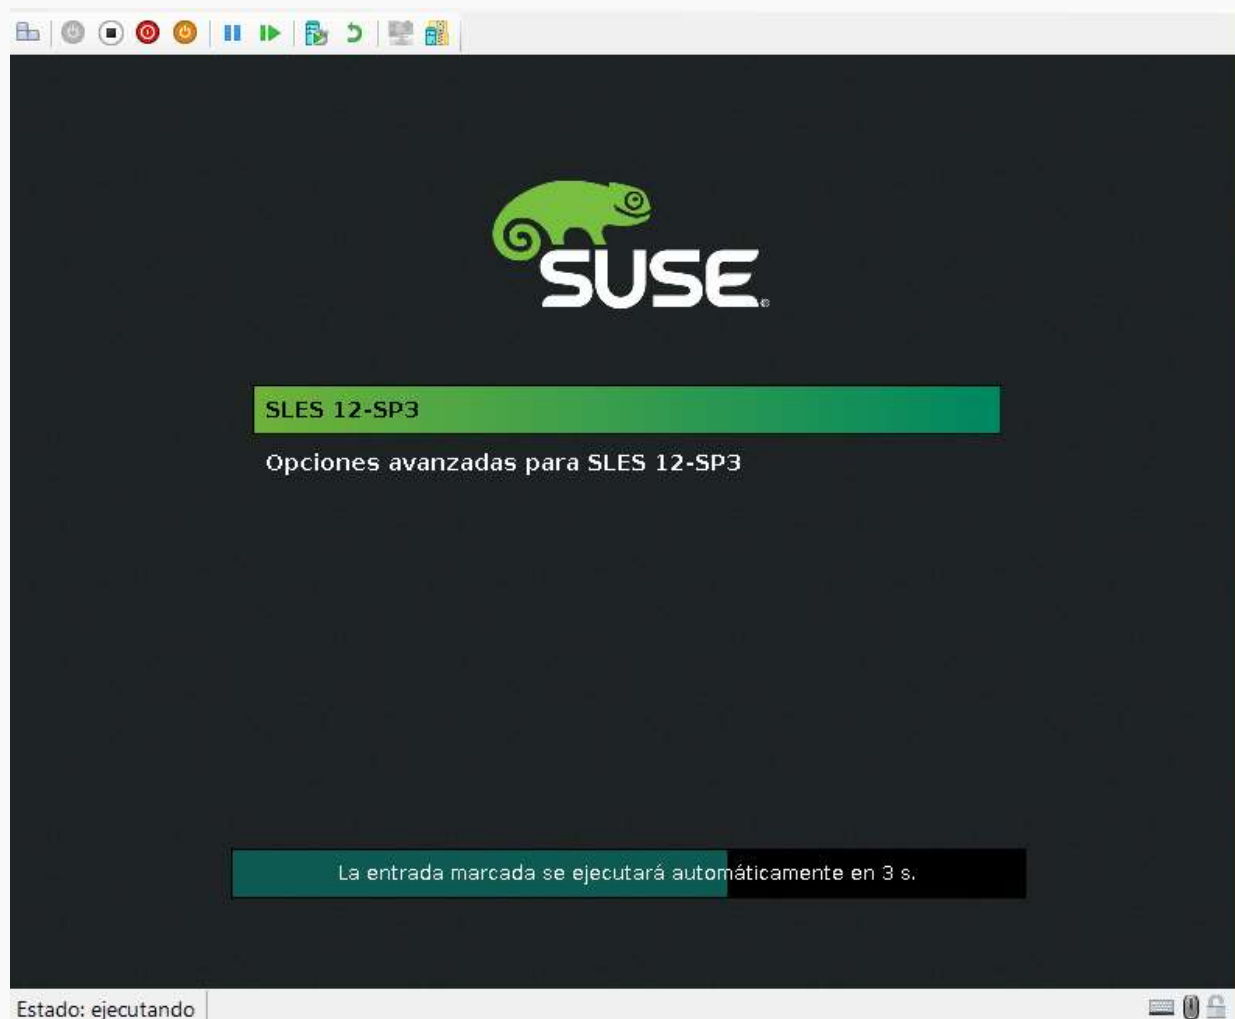 SUSE
SLES 12-SP3
Opciones avanzadas para SLES 12-SP3
La entrada marcada se ejecutará automáticamente en 3 s.
Estado: ejecutando